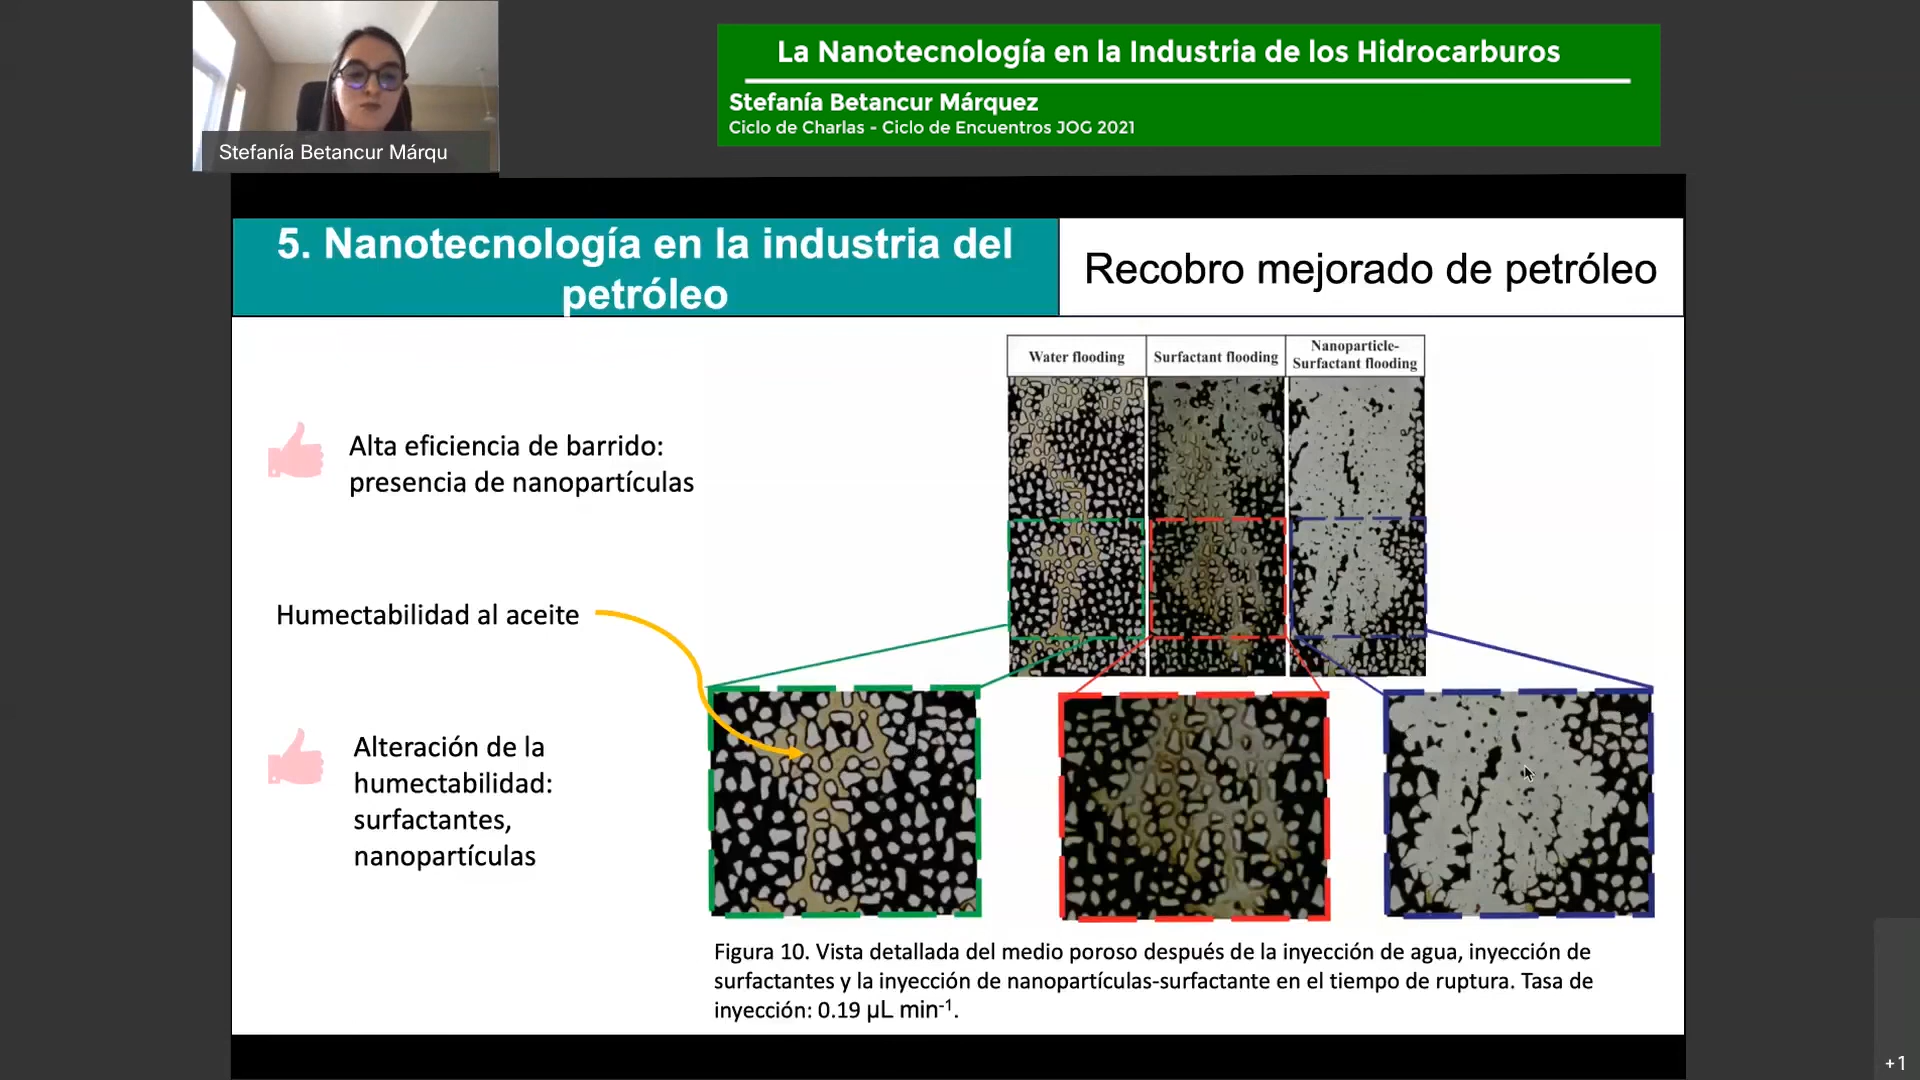 La Nanotecnología en la Industria de los Hidrocarburos
Stefanía Betancur Márquez
Ciclo de Charlas - Ciclo de Encuentros JOG 2021
Stefanía Betancur Márqu
5. Nanotecnología en la industria del
petróleo
Recobro mejorado de petróleo
Water flooding
Surfactant flooding
Nanoparticle-
Surfactant flooding
Alta eficiencia de barrido:
presencia de nanopartículas
Humectabilidad al aceite
Alteración de la
humectabilidad:
surfactantes,
nanopartículas
Figura 10. Vista detallada del medio poroso después de la inyección de agua, inyección de
surfactantes y la inyección de nanopartículas-surfactante en el tiempo de ruptura. Tasa de
inyección: 0.19 µL min⁻¹.
+1